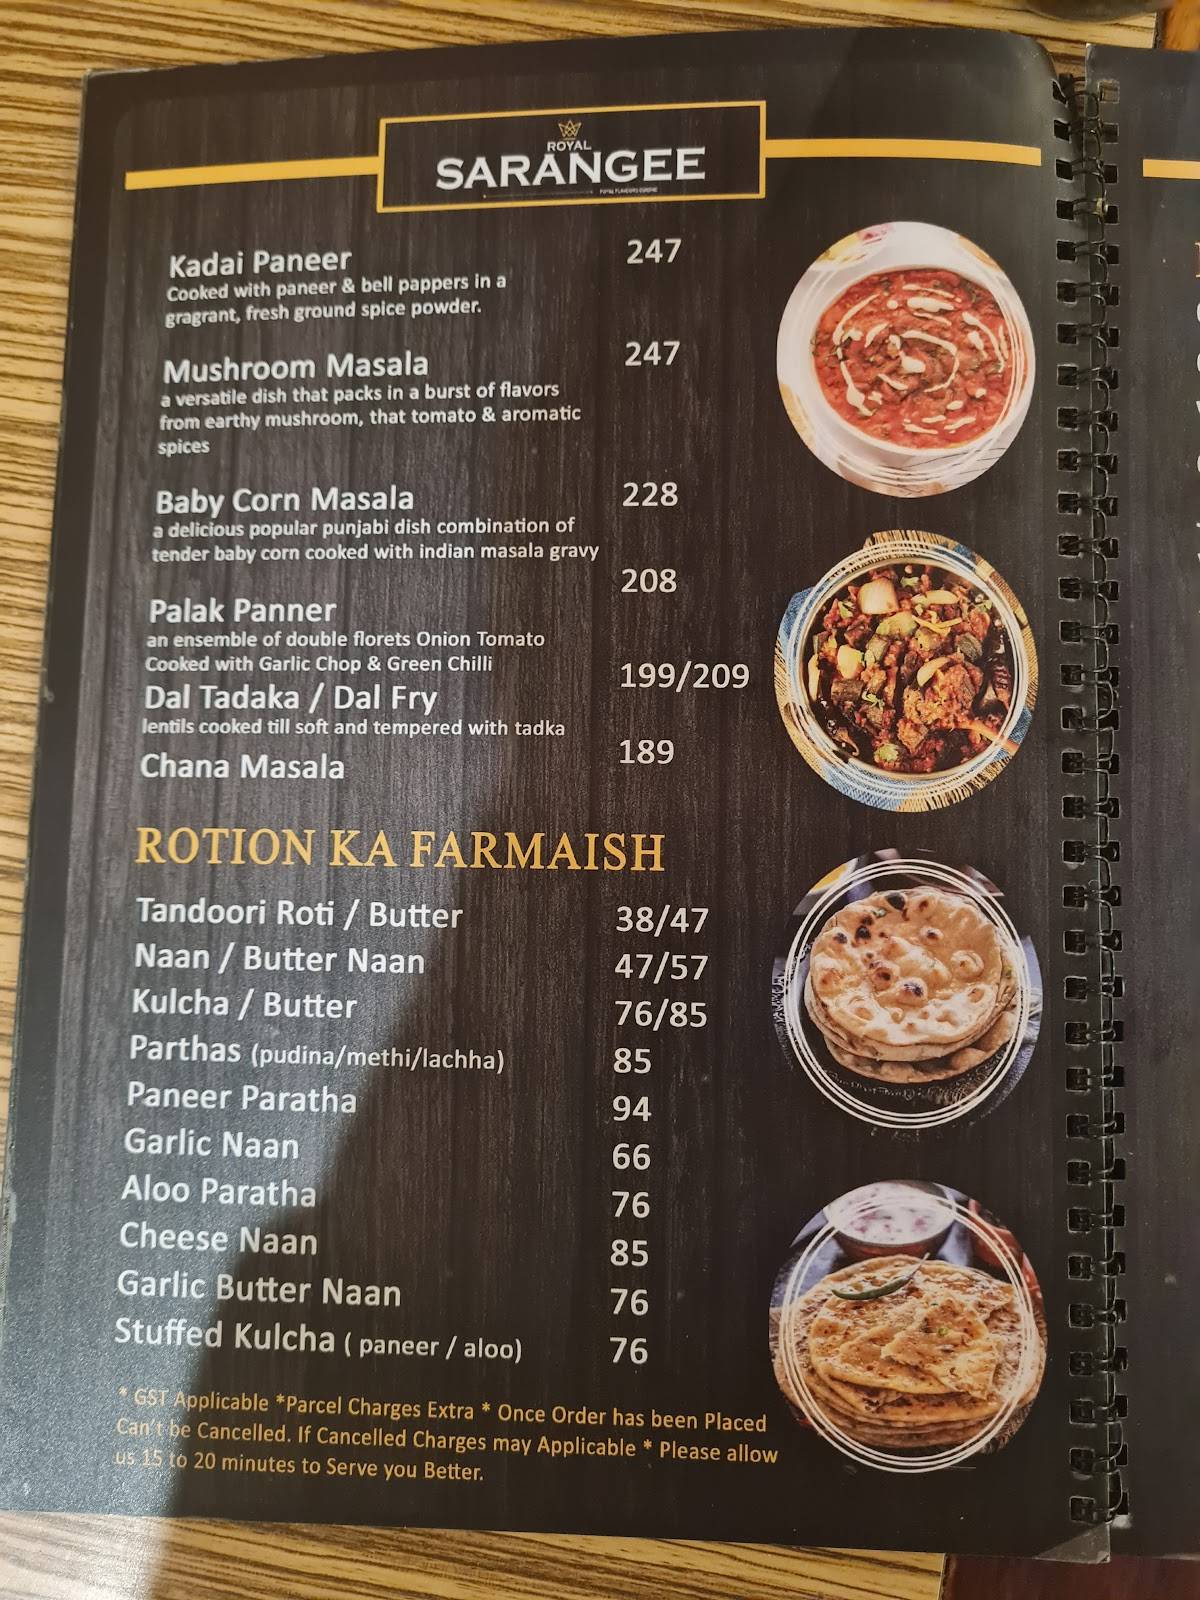 ROYAL
SARANGEE
Kadai Paneer 247
Cooked with paneer & bell pappers in a
gragrant, fresh ground spice powder.
Mushroom Masala 247
a versatile dish that packs in a burst of flavors
from earthy mushroom, that tomato & aromatic
spices
Baby Corn Masala 228
a delicious popular punjabi dish combination of
tender baby corn cooked with indian masala gravy
Palak Panner 208
an ensemble of double florets Onion Tomato
Cooked with Garlic Chop & Green Chilli
Dal Tadaka / Dal Fry 199/209
lentils cooked till soft and tempered with tadka
Chana Masala 189
ROTION KA FARMAISH
Tandoori Roti / Butter 38/47
Naan / Butter Naan 47/57
Kulcha / Butter 76/85
Parthas (pudina/methi/lachha) 85
Paneer Paratha 94
Garlic Naan 66
Aloo Paratha 76
Cheese Naan 85
Garlic Butter Naan 76
Stuffed Kulcha ( paneer / aloo) 76
* GST Applicable *Parcel Charges Extra * Once Order has been Placed
Can't be Cancelled. If Cancelled Charges may Applicable * Please allow
us 15 to 20 minutes to Serve you Better.